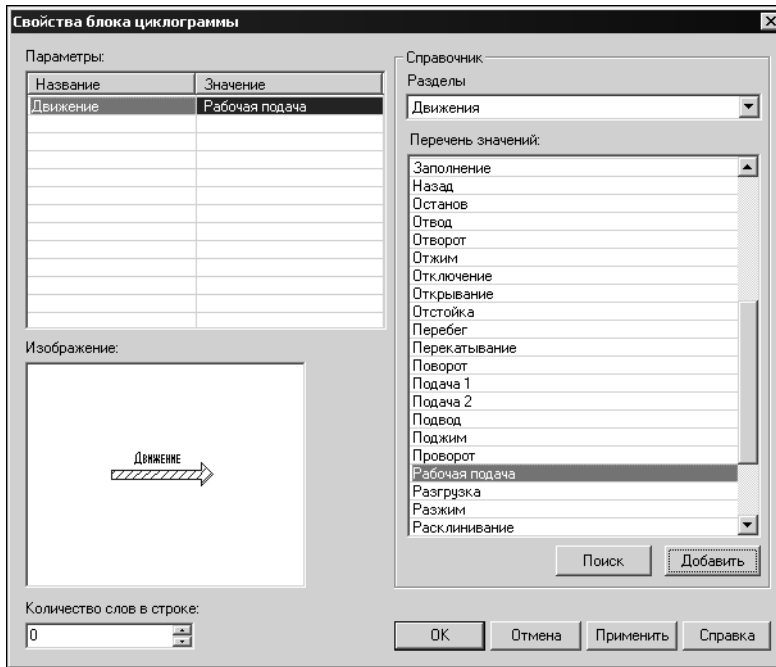 Свойства блока циклограммы
Параметры:
Название Значение
Движение Рабочая подача
Изображение:
Движение
Количество слов в строке:
0
Справочник
Разделы
Движения
Перечень значений:
Заполнение
Назад
Останов
Отвод
Отворот
Отжим
Отключение
Открывание
Отстойка
Перебег
Перекатывание
Поворот
Подача 1
Подача 2
Подвод
Поджим
Проворот
Рабочая подача
Разгрузка
Разжим
Расклинивание
Поиск Добавить
OK Отмена Применить Справка